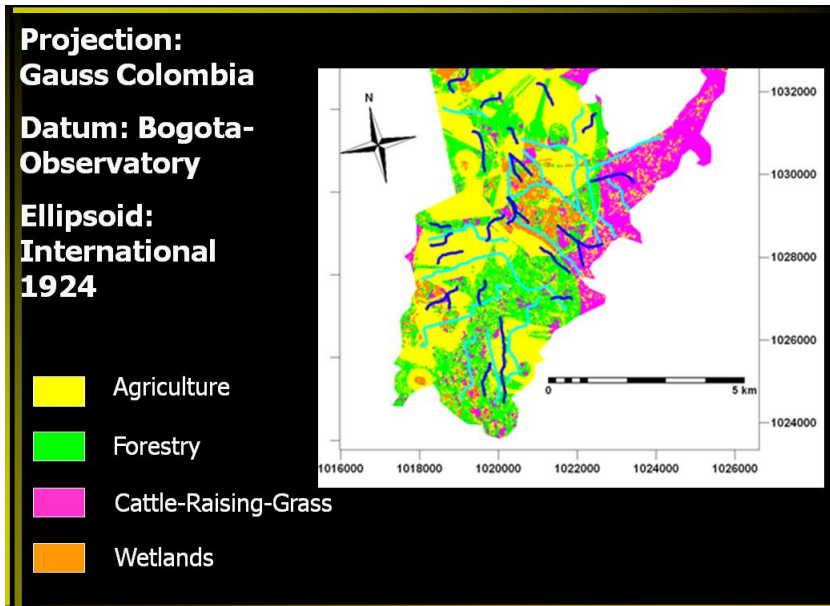 Projection:
Gauss Colombia
Datum: Bogota-
Observatory
Ellipsoid:
International
1924
Agriculture
Forestry
Cattle-Raising-Grass
Wetlands
N
1032000
1030000
1028000
1026000
1024000
0 5 km
1016000 1018000 1020000 1022000 1024000 1026000